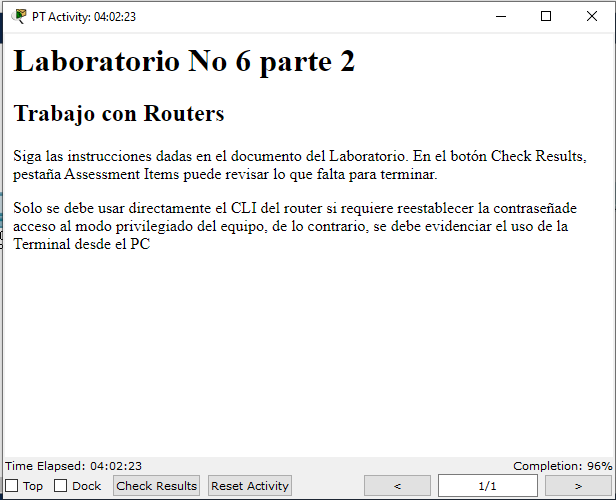 PT Activity: 04:02:23
Laboratorio No 6 parte 2
Trabajo con Routers
Siga las instrucciones dadas en el documento del Laboratorio. En el botón Check Results,
pestaña Assessment Items puede revisar lo que falta para terminar.
Solo se debe usar directamente el CLI del router si requiere reestablecer la contraseñade
acceso al modo privilegiado del equipo, de lo contrario, se debe evidenciar el uso de la
Terminal desde el PC
Time Elapsed: 04:02:23 Completion: 96%
Top Dock Check Results Reset Activity < 1/1 >